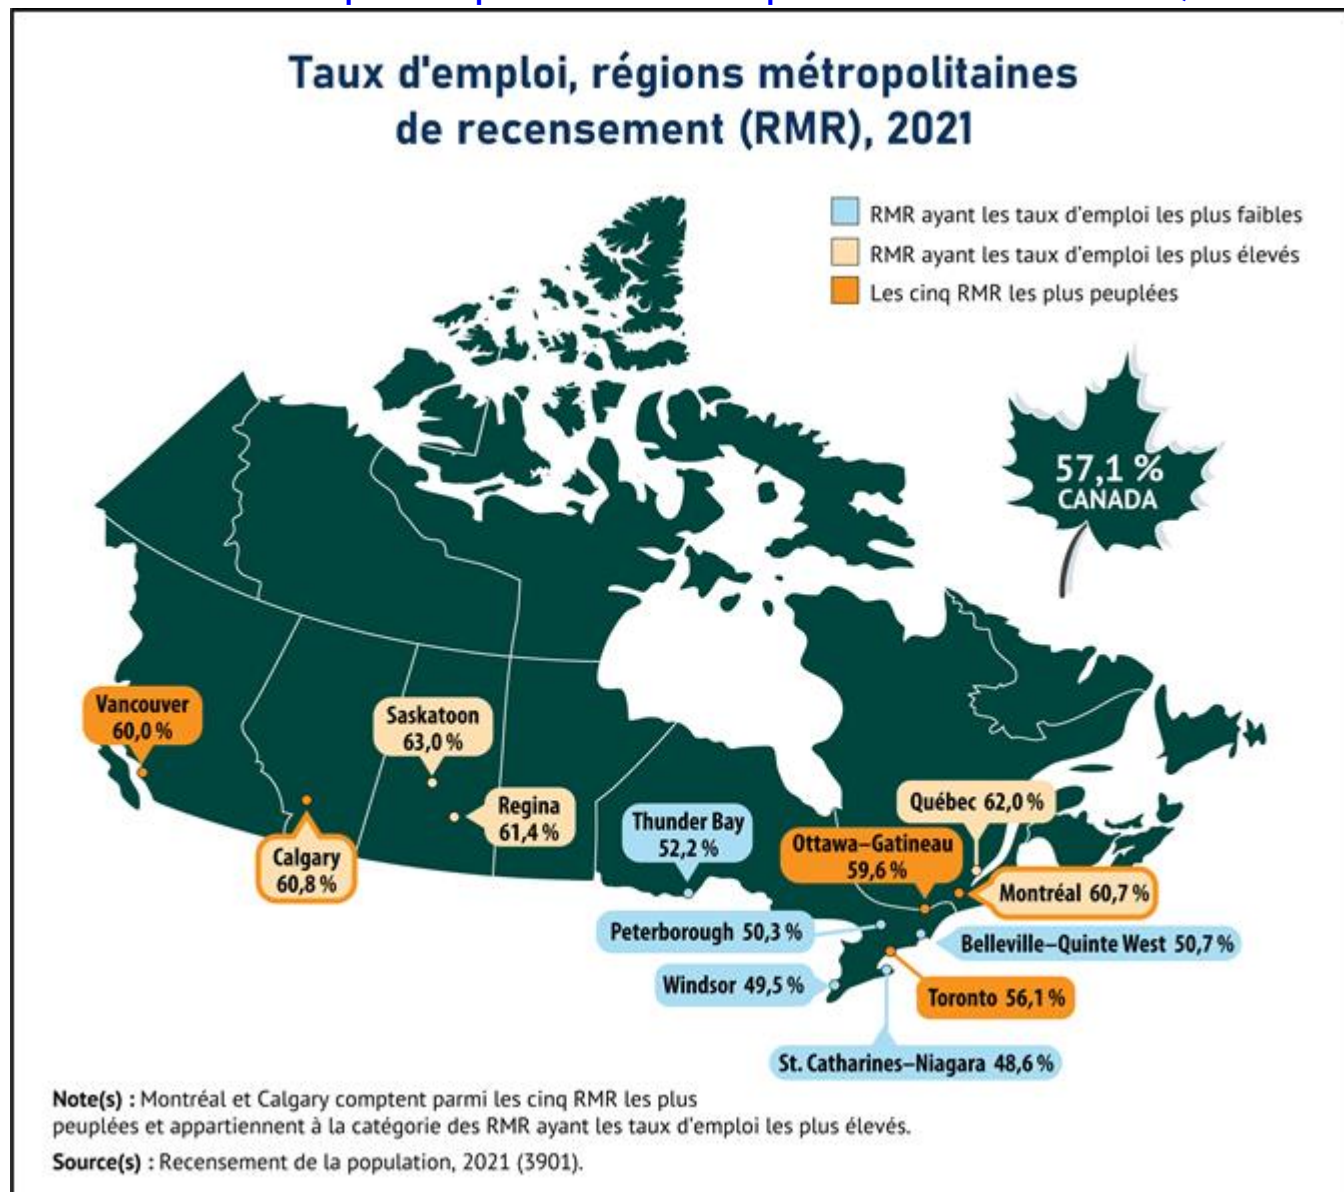 Taux d'emploi, régions métropolitaines
de recensement (RMR), 2021
RMR ayant les taux d'emploi les plus faibles
RMR ayant les taux d'emploi les plus élevés
Les cinq RMR les plus peuplées
57,1 %
CANADA
Vancouver
60,0 %
Saskatoon
63,0 %
Regina
61,4 %
Calgary
60,8 %
Thunder Bay
52,2 %
Québec 62,0 %
Ottawa–Gatineau
59,6 %
Montréal 60,7 %
Peterborough 50,3 %
Belleville–Quinte West 50,7 %
Windsor 49,5 %
Toronto 56,1 %
St. Catharines–Niagara 48,6 %
Note(s) : Montréal et Calgary comptent parmi les cinq RMR les plus
peuplées et appartiennent à la catégorie des RMR ayant les taux d'emploi les plus élevés.
Source(s) : Recensement de la population, 2021 (3901).